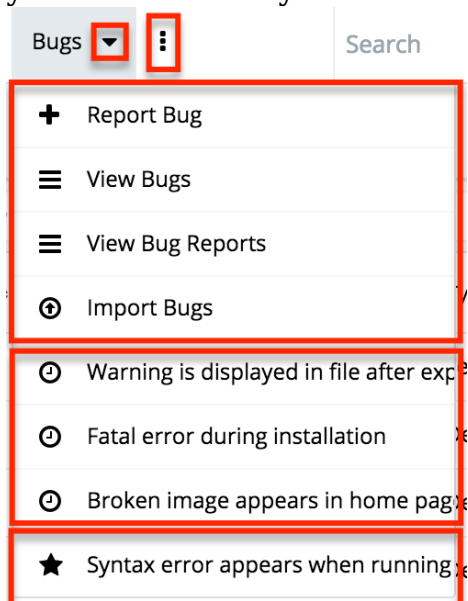 Bugs
Search
Report Bug
View Bugs
View Bug Reports
Import Bugs
Warning is displayed in file after exp
Fatal error during installation
Broken image appears in home pag
Syntax error appears when running